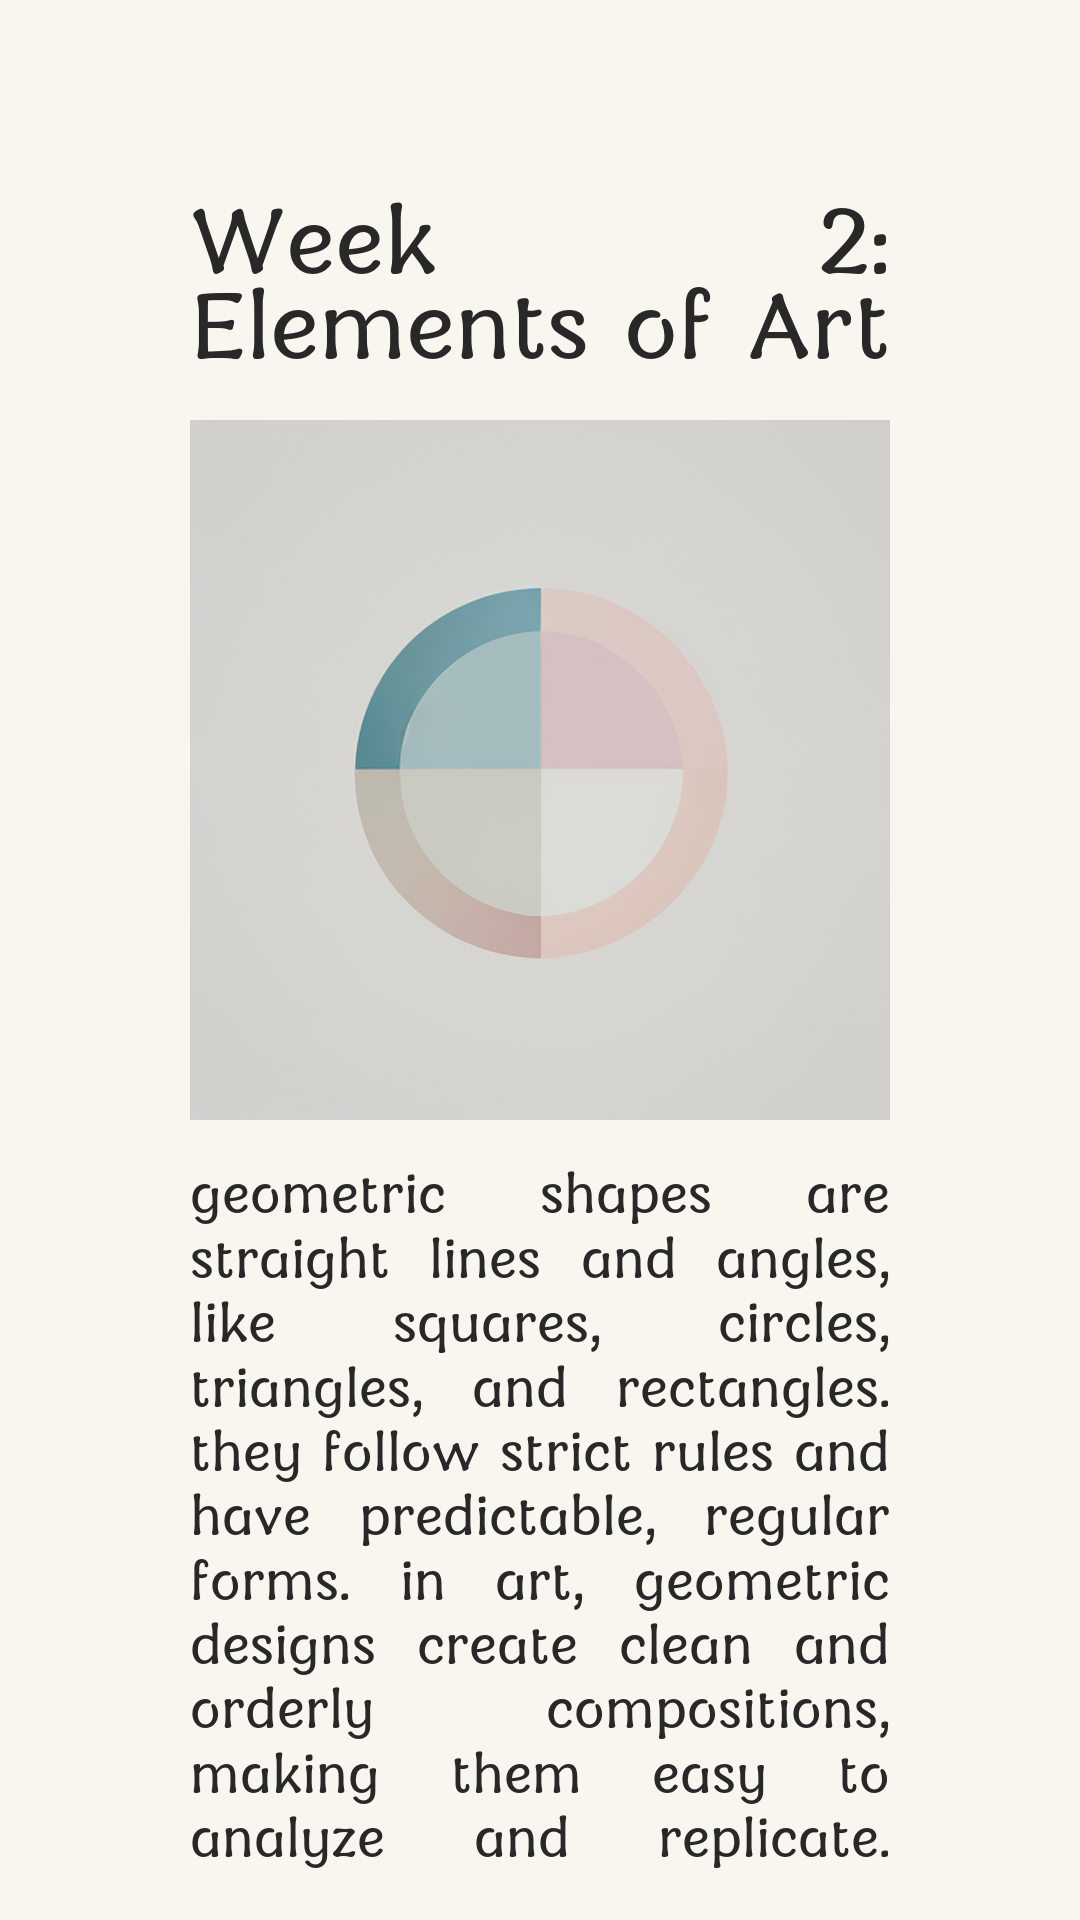 Week 2:
Elements of Art
geometric shapes are
straight lines and angles,
like squares, circles,
triangles, and rectangles.
they follow strict rules and
have predictable, regular
forms. in art, geometric
designs create clean and
orderly compositions,
making them easy to
analyze and replicate.